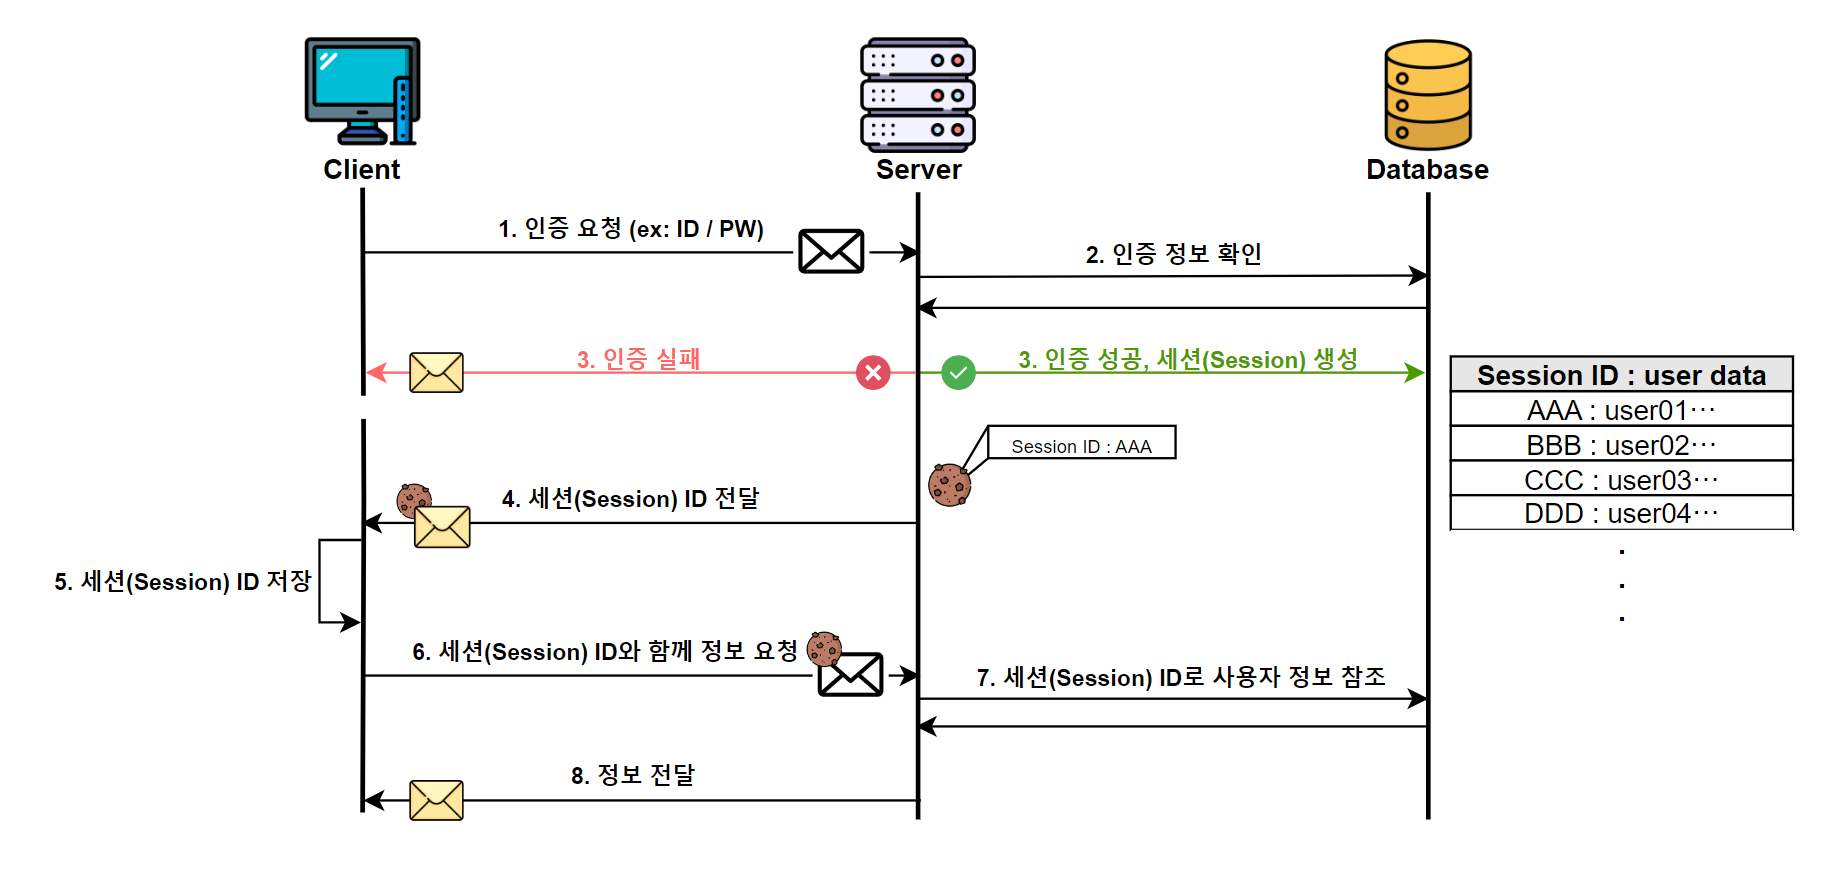 Client
Server
Database
1. 인증 요청 (ex: ID / PW)
2. 인증 정보 확인
3. 인증 실패
3. 인증 성공, 세션(Session) 생성
Session ID : user data
AAA : user01…
BBB : user02…
CCC : user03…
DDD : user04…
.
.
.
Session ID : AAA
4. 세션(Session) ID 전달
5. 세션(Session) ID 저장
6. 세션(Session) ID와 함께 정보 요청
7. 세션(Session) ID로 사용자 정보 참조
8. 정보 전달